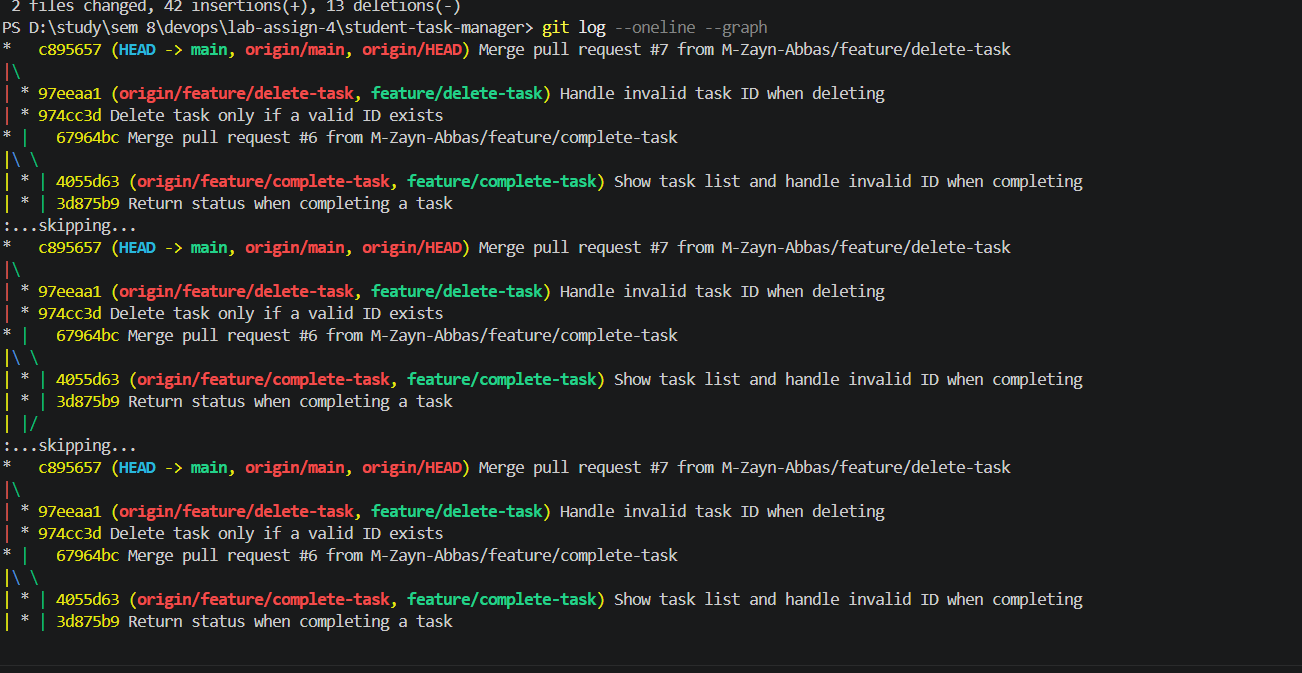 2 files changed, 42 insertions(+), 13 deletions(-)
PS D:\study\sem 8\devops\lab-assign-4\student-task-manager> git log --oneline --graph
*   c895657 (HEAD -> main, origin/main, origin/HEAD) Merge pull request #7 from M-Zayn-Abbas/feature/delete-task
|\
| * 97eeaa1 (origin/feature/delete-task, feature/delete-task) Handle invalid task ID when deleting
| * 974cc3d Delete task only if a valid ID exists
* |   67964bc Merge pull request #6 from M-Zayn-Abbas/feature/complete-task
|\ \
| * | 4055d63 (origin/feature/complete-task, feature/complete-task) Show task list and handle invalid ID when completing
| * | 3d875b9 Return status when completing a task
:...skipping...
*   c895657 (HEAD -> main, origin/main, origin/HEAD) Merge pull request #7 from M-Zayn-Abbas/feature/delete-task
|\
| * 97eeaa1 (origin/feature/delete-task, feature/delete-task) Handle invalid task ID when deleting
| * 974cc3d Delete task only if a valid ID exists
* |   67964bc Merge pull request #6 from M-Zayn-Abbas/feature/complete-task
|\ \
| * | 4055d63 (origin/feature/complete-task, feature/complete-task) Show task list and handle invalid ID when completing
| * | 3d875b9 Return status when completing a task
| |/
:...skipping...
*   c895657 (HEAD -> main, origin/main, origin/HEAD) Merge pull request #7 from M-Zayn-Abbas/feature/delete-task
|\
| * 97eeaa1 (origin/feature/delete-task, feature/delete-task) Handle invalid task ID when deleting
| * 974cc3d Delete task only if a valid ID exists
* |   67964bc Merge pull request #6 from M-Zayn-Abbas/feature/complete-task
|\ \
| * | 4055d63 (origin/feature/complete-task, feature/complete-task) Show task list and handle invalid ID when completing
| * | 3d875b9 Return status when completing a task